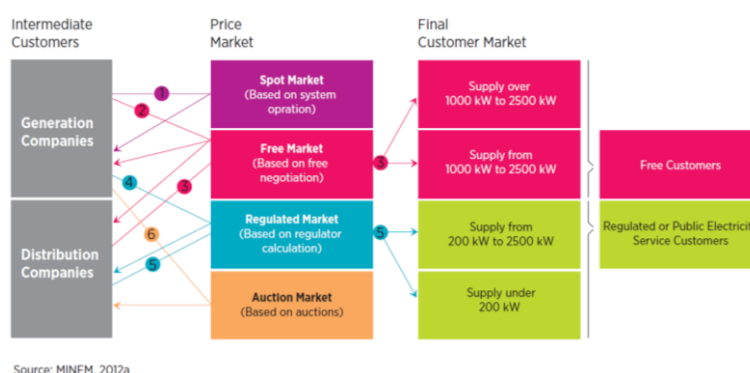 Intermediate
Customers
Price
Market
Final
Customer Market
Generation
Companies
Distribution
Companies
1
2
3
4
6
5
Spot Market
(Based on system
opration)
Free Market
(Based on free
negotiation)
Regulated Market
(Based on regulator
calculation)
Auction Market
(Based on auctions)
3
5
Supply over
1000 kW to 2500 kW
Supply from
1000 kW to 2500 kW
Supply from
200 kW to 2500 kW
Supply under
200 kW
Free Customers
Regulated or Public Electricit
Service Customers
Source: MINEM, 2012a